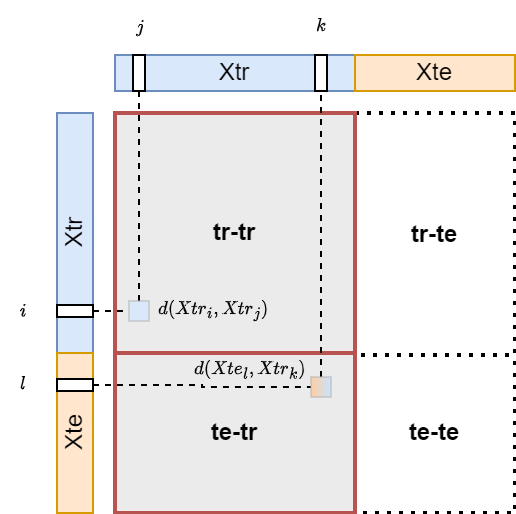 j k
Xtr Xte
Xtr
tr-tr tr-te
i d(Xtr_i, Xtr_j)
d(Xte_l, Xtr_k)
l
Xte
te-tr te-te